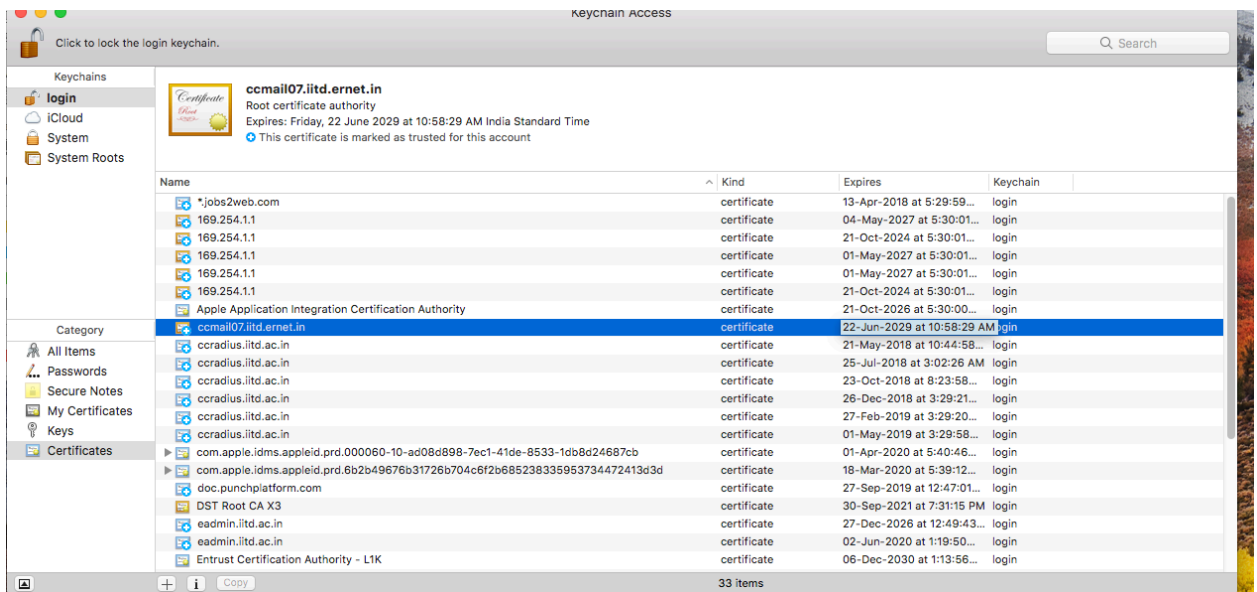 Keychain Access
Click to lock the login keychain.
Search
Keychains
login
iCloud
System
System Roots
Certificate
Root
ccmail07.iitd.ernet.in
Root certificate authority
Expires: Friday, 22 June 2029 at 10:58:29 AM India Standard Time
This certificate is marked as trusted for this account
Name Kind Expires Keychain
*.jobs2web.com certificate 13-Apr-2018 at 5:29:59... login
169.254.1.1 certificate 04-May-2027 at 5:30:01... login
169.254.1.1 certificate 21-Oct-2024 at 5:30:01... login
169.254.1.1 certificate 01-May-2027 at 5:30:01... login
169.254.1.1 certificate 01-May-2027 at 5:30:01... login
169.254.1.1 certificate 21-Oct-2024 at 5:30:01... login
Apple Application Integration Certification Authority certificate 21-Oct-2026 at 5:30:00... login
ccmail07.iitd.ernet.in certificate 22-Jun-2029 at 10:58:29 AM ogin
ccradius.iitd.ac.in certificate 21-May-2018 at 10:44:58... login
ccradius.iitd.ac.in certificate 25-Jul-2018 at 3:02:26 AM login
ccradius.iitd.ac.in certificate 23-Oct-2018 at 8:23:58... login
ccradius.iitd.ac.in certificate 26-Dec-2018 at 3:29:21... login
ccradius.iitd.ac.in certificate 27-Feb-2019 at 3:29:20... login
ccradius.iitd.ac.in certificate 01-May-2019 at 3:29:58... login
com.apple.idms.appleid.prd.000060-10-ad08d898-7ec1-41de-8533-1db8d24687cb certificate 01-Apr-2020 at 5:40:46... login
com.apple.idms.appleid.prd.6b2b49676b31726b704c6f2b685238335953734472413d3d certificate 18-Mar-2020 at 5:39:12... login
doc.punchplatform.com certificate 27-Sep-2019 at 12:47:01... login
DST Root CA X3 certificate 30-Sep-2021 at 7:31:15 PM login
eadmin.iitd.ac.in certificate 27-Dec-2026 at 12:49:43... login
eadmin.iitd.ac.in certificate 02-Jun-2020 at 1:19:50... login
Entrust Certification Authority - L1K certificate 06-Dec-2030 at 1:13:56... login
Category
All Items
Passwords
Secure Notes
My Certificates
Keys
Certificates
Copy
33 items